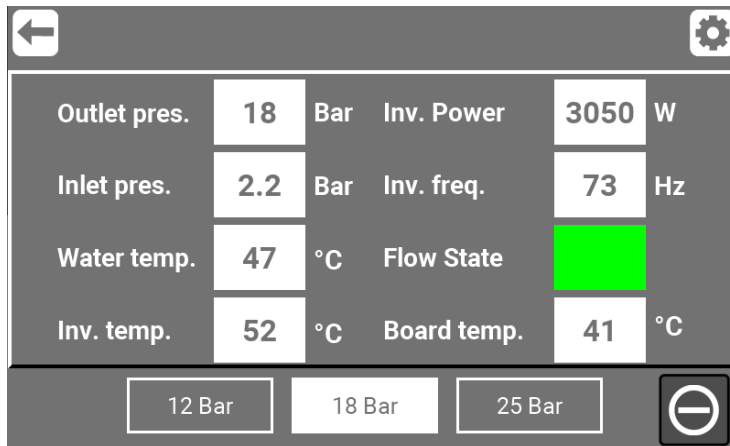 Outlet pres. 18 Bar Inv. Power 3050 W
Inlet pres. 2.2 Bar Inv. freq. 73 Hz
Water temp. 47 °C Flow State
Inv. temp. 52 °C Board temp. 41 °C
12 Bar 18 Bar 25 Bar